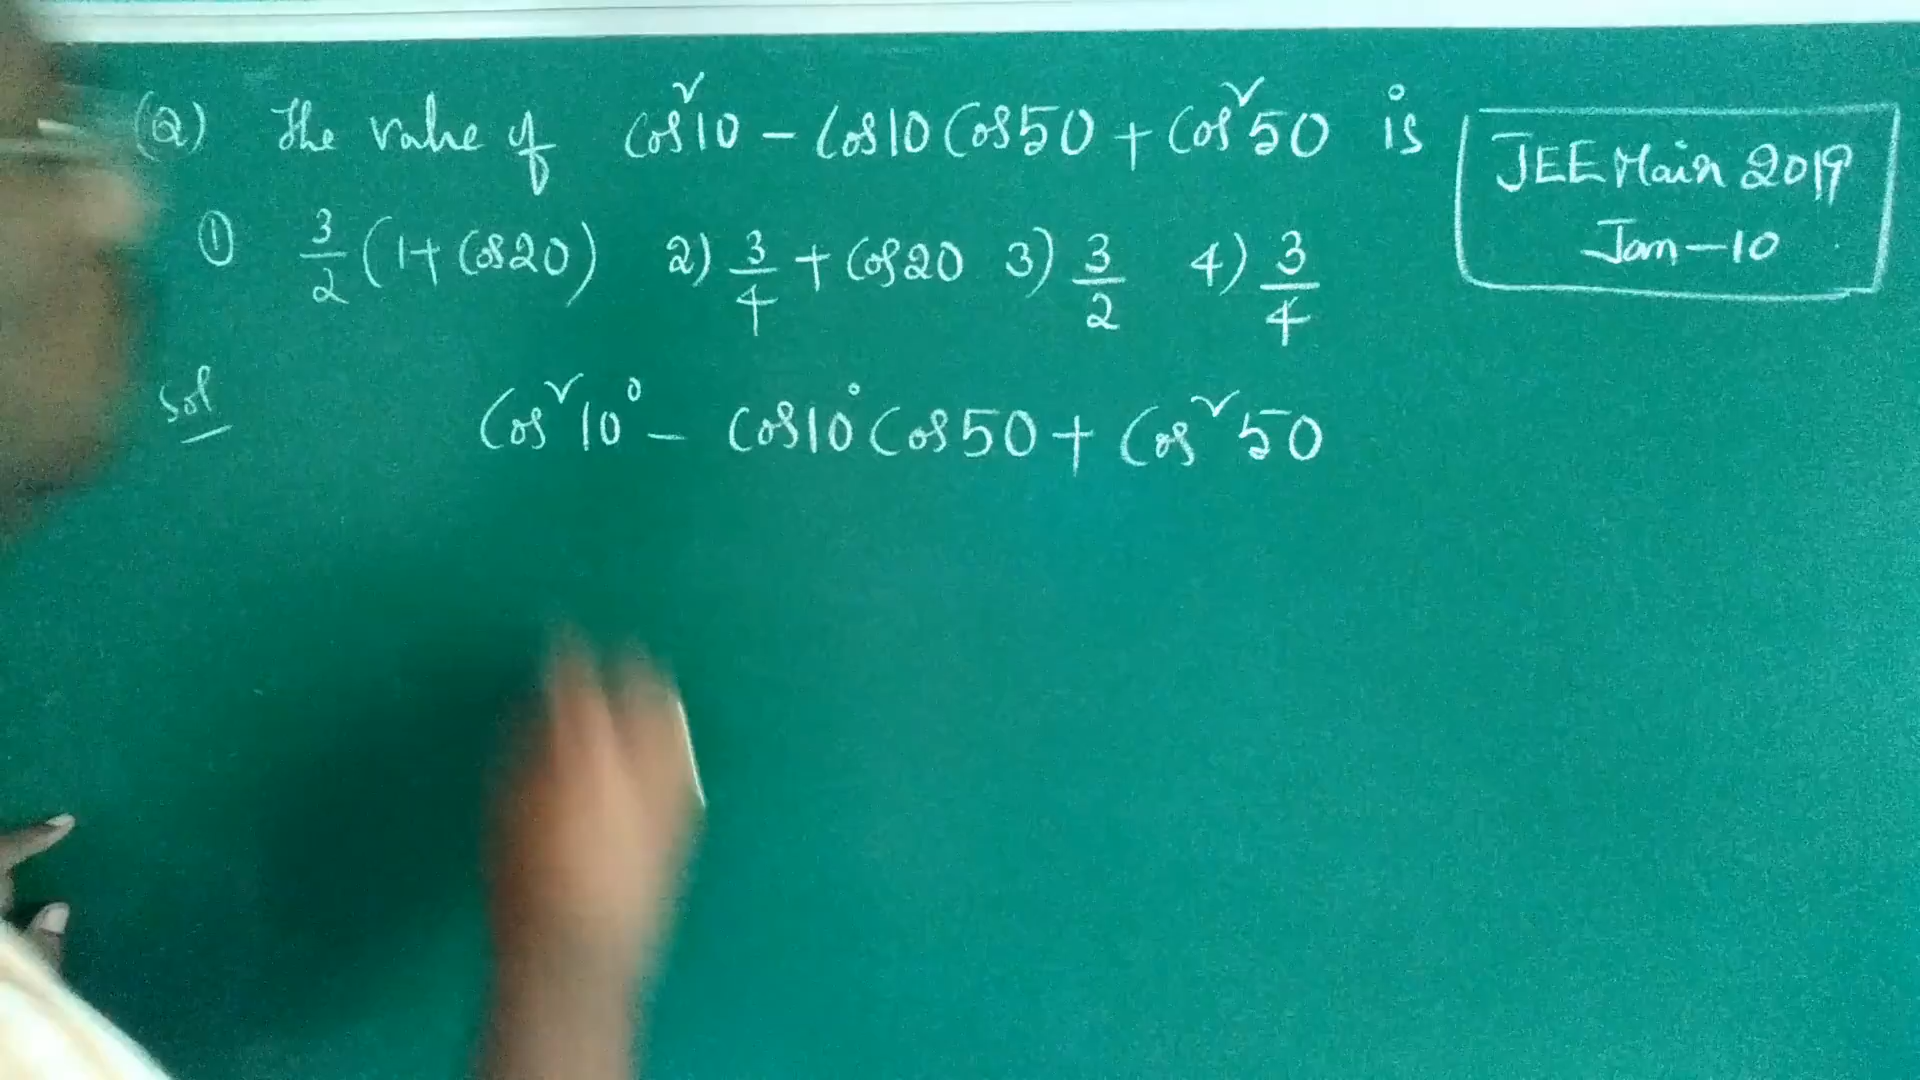 (Q) The value of Cos²10 - Cos10 Cos50 + Cos²50 is
① 3/2 (1 + Cos20) 2) 3/4 + Cos20 3) 3/2 4) 3/4
JEE Main 2019
Jan-10
Sol
Cos²10° - Cos10° Cos50 + Cos²50